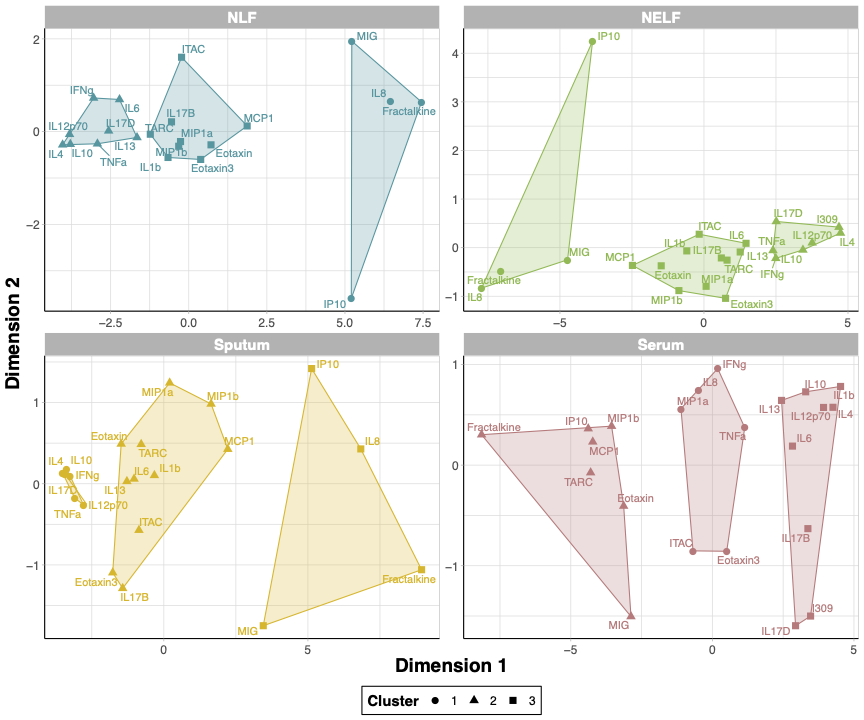 NLF
NELF
2
0
−2
MIG
ITAC
IFNg
IL6
IL8
Fractalkine
IL17B
MCP1
IL12p70
IL17D
TARC
MIP1a
IL4
IL10
IL13
MIP1b
Eotaxin
TNFa
IL1b
Eotaxin3
IP10
−2.5
0.0
2.5
5.0
7.5
4
3
2
1
0
−1
IP10
IL17D
I309
ITAC
IL6
TNFa
IL12p70
IL4
IL1b
IL17B
MIG
MCP1
IL13
IL10
TARC
Eotaxin
IFNg
Fractalkine
MIP1a
IL8
MIP1b
Eotaxin3
−5
0
5
Dimension 2
Sputum
Serum
1
0
−1
IP10
MIP1a
MIP1b
Eotaxin
MCP1
IL8
TARC
IL4
IL10
IL6
IL1b
IFNg
IL17D
IL13
IL12p70
TNFa
ITAC
Eotaxin3
Fractalkine
IL17B
MIG
0
5
1
0
−1
IFNg
IL8
IL10
IL1b
MIP1a
IL13
IL12p70
IL4
Fractalkine
IP10
MIP1b
TNFa
IL6
MCP1
TARC
Eotaxin
IL17B
ITAC
Eotaxin3
I309
MIG
IL17D
−5
0
5
Dimension 1
Cluster 1 2 3